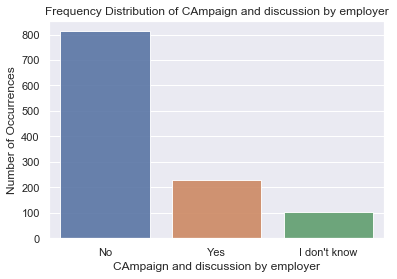 Frequency Distribution of CAmpaign and discussion by employer
800
700
600
500
400
300
200
100
0
Number of Occurrences
No
Yes
I don't know
CAmpaign and discussion by employer